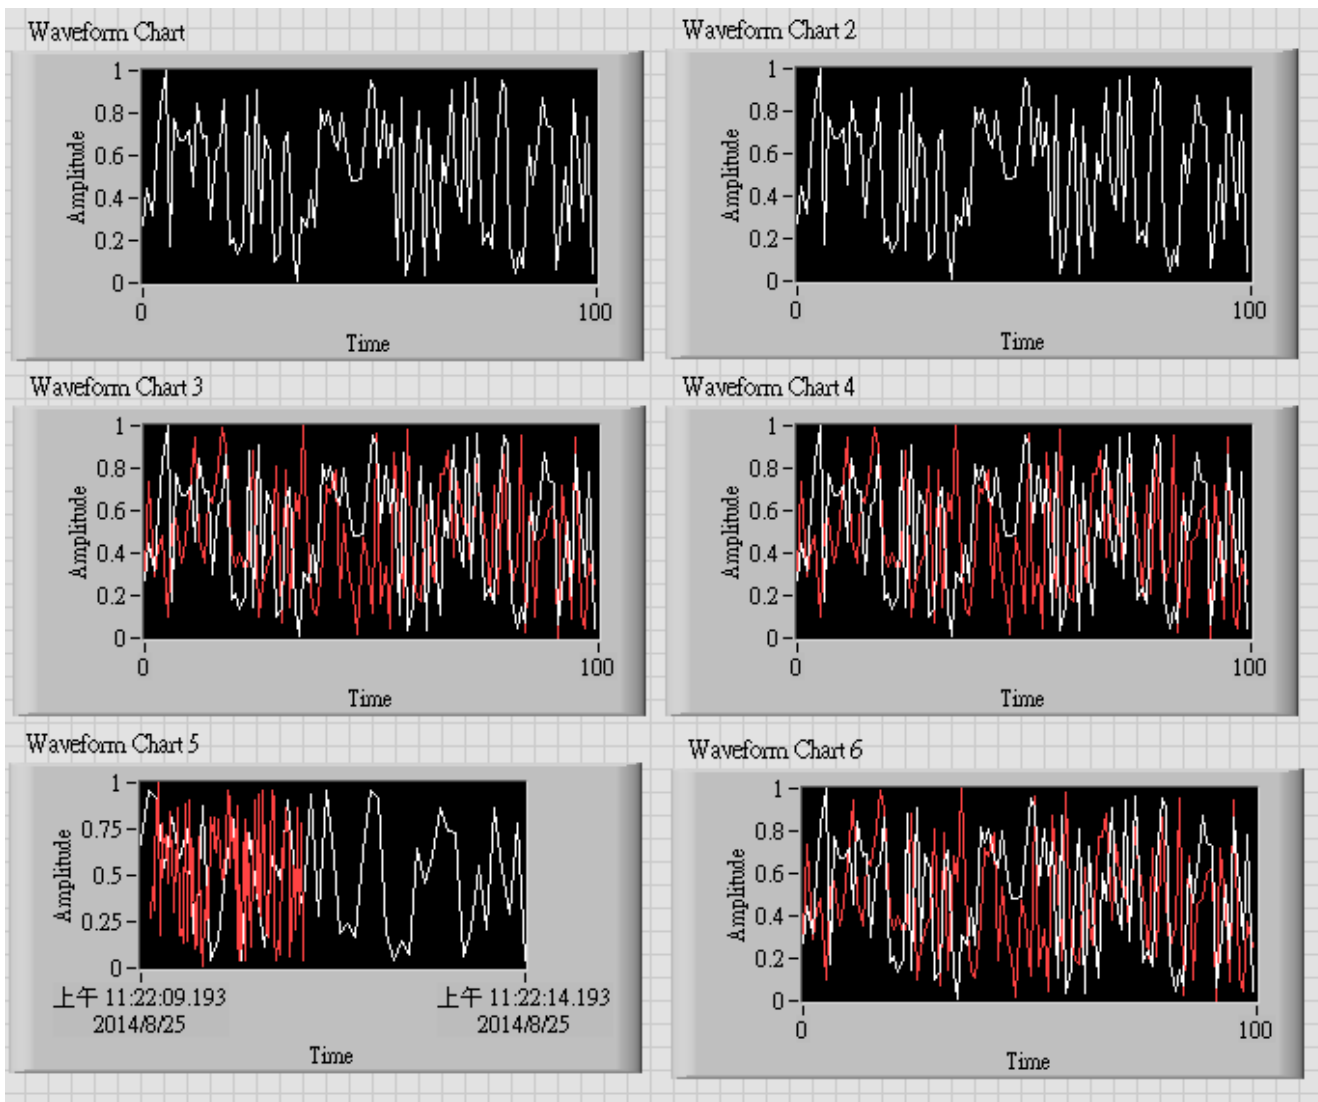 Waveform Chart
Amplitude
1
0.8
0.6
0.4
0.2
0
0
100
Time
Waveform Chart 2
Amplitude
1
0.8
0.6
0.4
0.2
0
0
100
Time
Waveform Chart 3
Amplitude
1
0.8
0.6
0.4
0.2
0
0
100
Time
Waveform Chart 4
Amplitude
1
0.8
0.6
0.4
0.2
0
0
100
Time
Waveform Chart 5
Amplitude
1
0.75
0.5
0.25
0
上午 11:22:09.193
2014/8/25
上午 11:22:14.193
2014/8/25
Time
Waveform Chart 6
Amplitude
1
0.8
0.6
0.4
0.2
0
0
100
Time